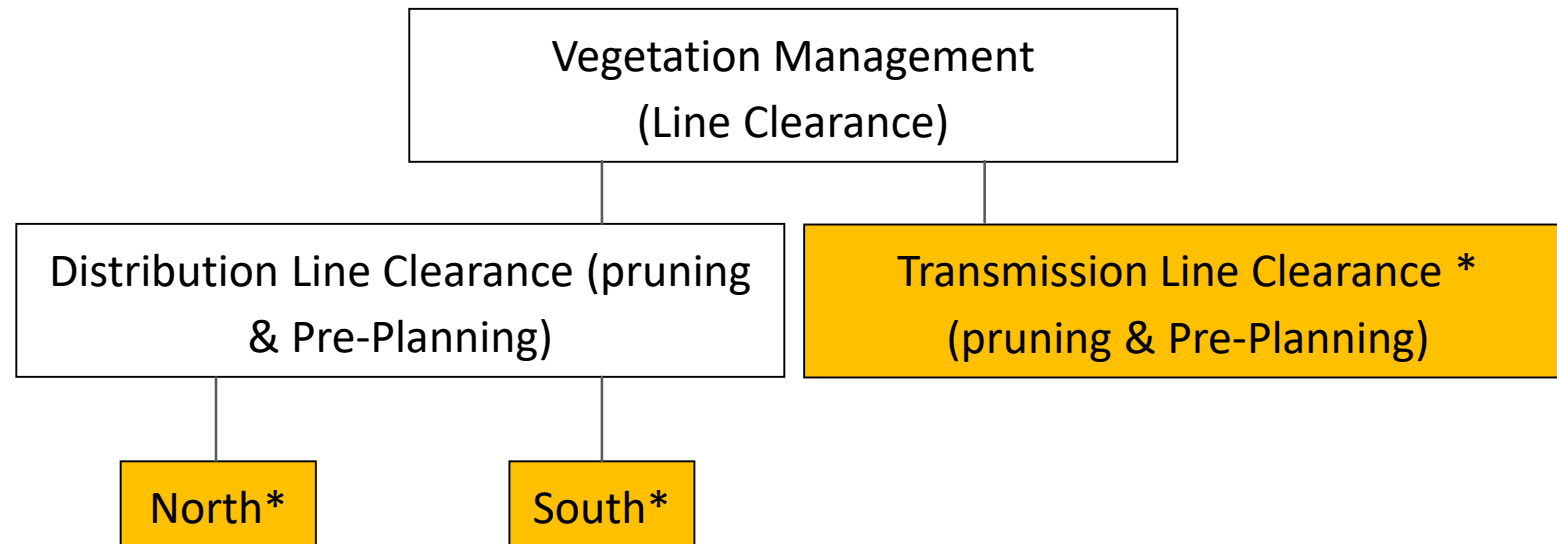 Vegetation Management
(Line Clearance)
Distribution Line Clearance (pruning
& Pre-Planning)
Transmission Line Clearance *
(pruning & Pre-Planning)
North*
South*